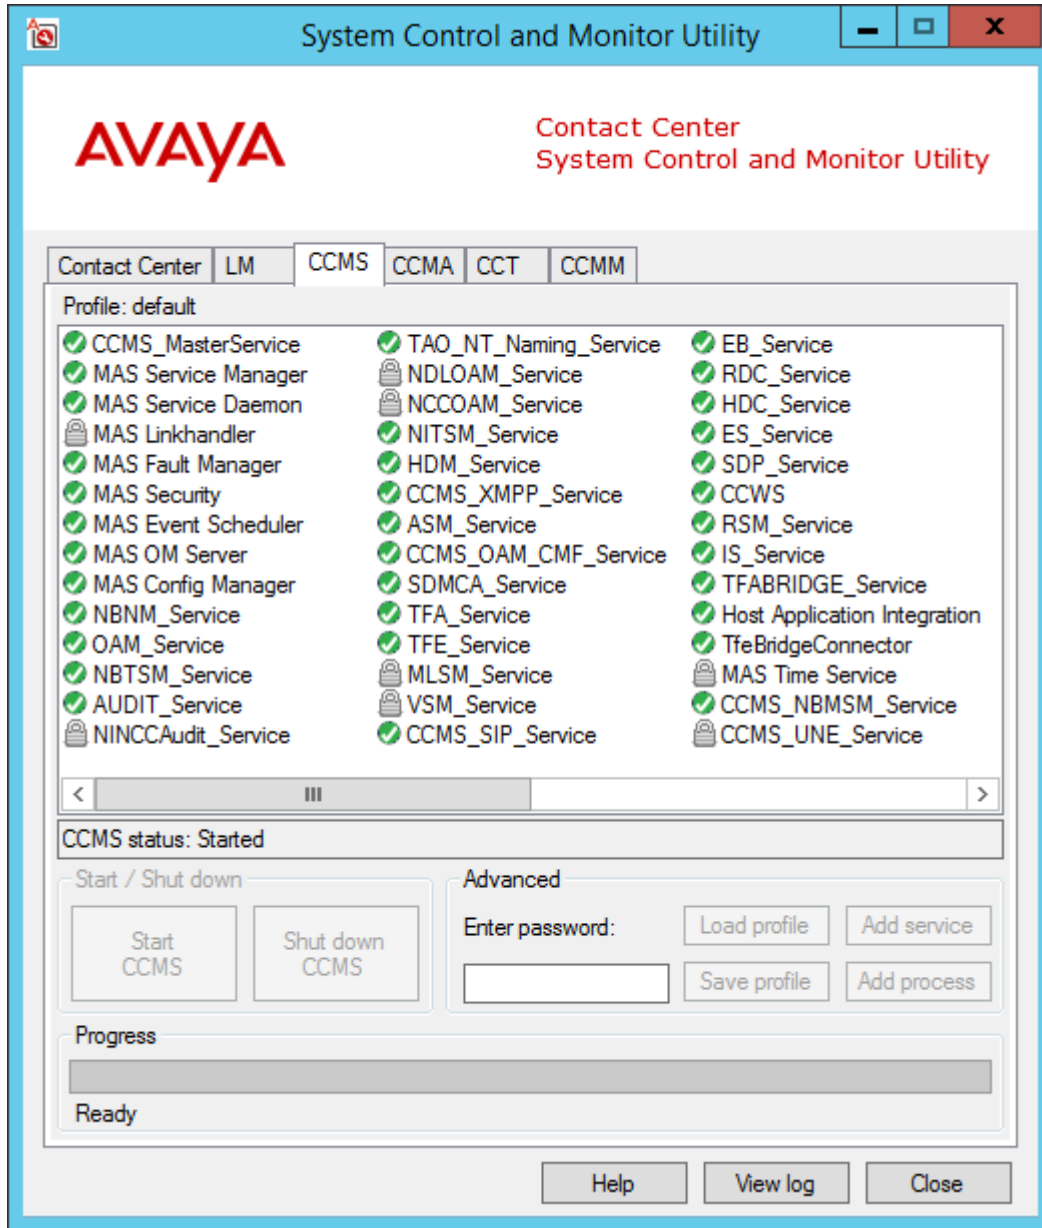 System Control and Monitor Utility
AVAYA
Contact Center
System Control and Monitor Utility
Contact Center LM CCMS CCMA CCT CCMM
Profile: default
CCMS_MasterService
MAS Service Manager
MAS Service Daemon
MAS Linkhandler
MAS Fault Manager
MAS Security
MAS Event Scheduler
MAS OM Server
MAS Config Manager
NBNM_Service
OAM_Service
NBTSM_Service
AUDIT_Service
NINCCAudit_Service
TAO_NT_Naming_Service
NDLOAM_Service
NCCOAM_Service
NITSM_Service
HDM_Service
CCMS_XMPP_Service
ASM_Service
CCMS_OAM_CMF_Service
SDMCA_Service
TFA_Service
TFE_Service
MLSM_Service
VSM_Service
CCMS_SIP_Service
EB_Service
RDC_Service
HDC_Service
ES_Service
SDP_Service
CCWS
RSM_Service
IS_Service
TFABRIDGE_Service
Host Application Integration
TfeBridgeConnector
MAS Time Service
CCMS_NBMSM_Service
CCMS_UNE_Service
CCMS status: Started
Start / Shut down
Start
CCMS
Shut down
CCMS
Advanced
Enter password:
Load profile
Add service
Save profile
Add process
Progress
Ready
Help
View log
Close